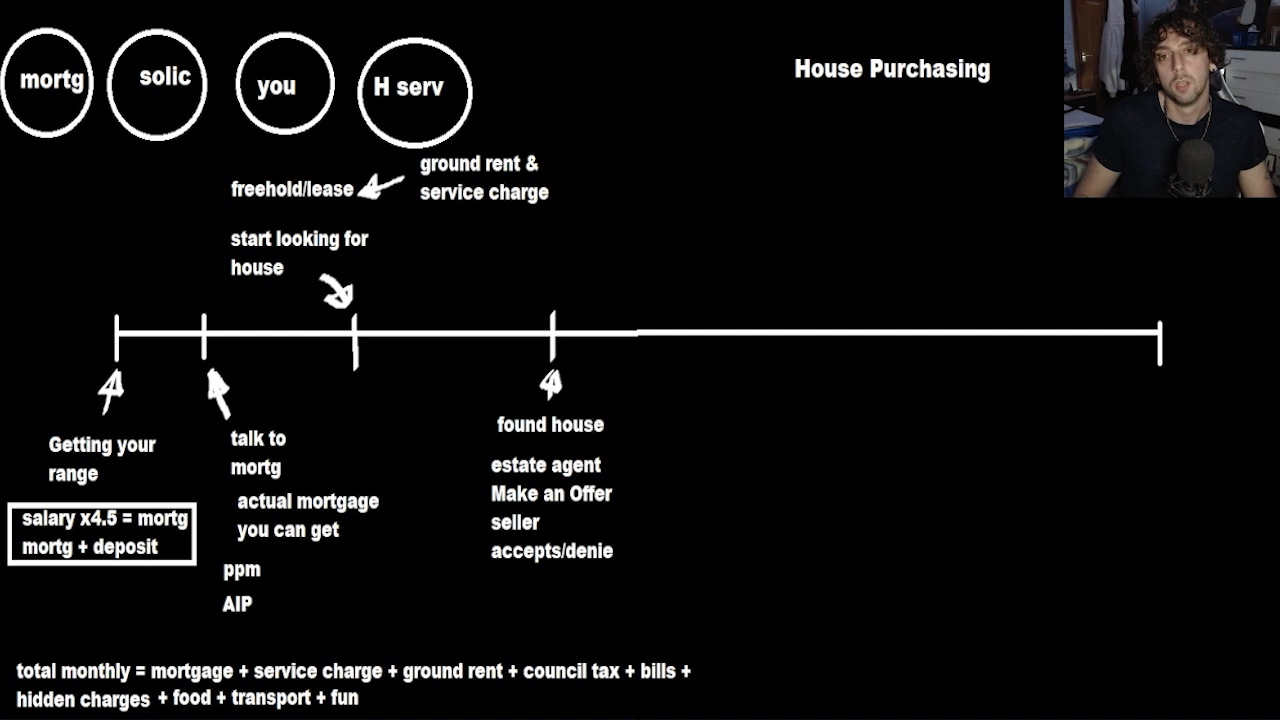 mortg
solic
you
H serv
House Purchasing
ground rent &
service charge
freehold/lease
start looking for
house
Getting your
range
salary x4.5 = mortg
mortg + deposit
talk to
mortg
actual mortgage
you can get
ppm
AIP
found house
estate agent
Make an Offer
seller
accepts/denie
total monthly = mortgage + service charge + ground rent + council tax + bills +
hidden charges + food + transport + fun